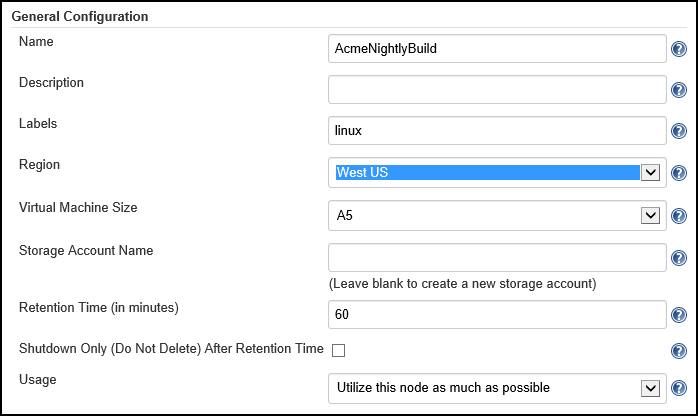 General Configuration
Name AcmeNightlyBuild
Description
Labels linux
Region West US
Virtual Machine Size A5
Storage Account Name
(Leave blank to create a new storage account)
Retention Time (in minutes) 60
Shutdown Only (Do Not Delete) After Retention Time
Usage Utilize this node as much as possible